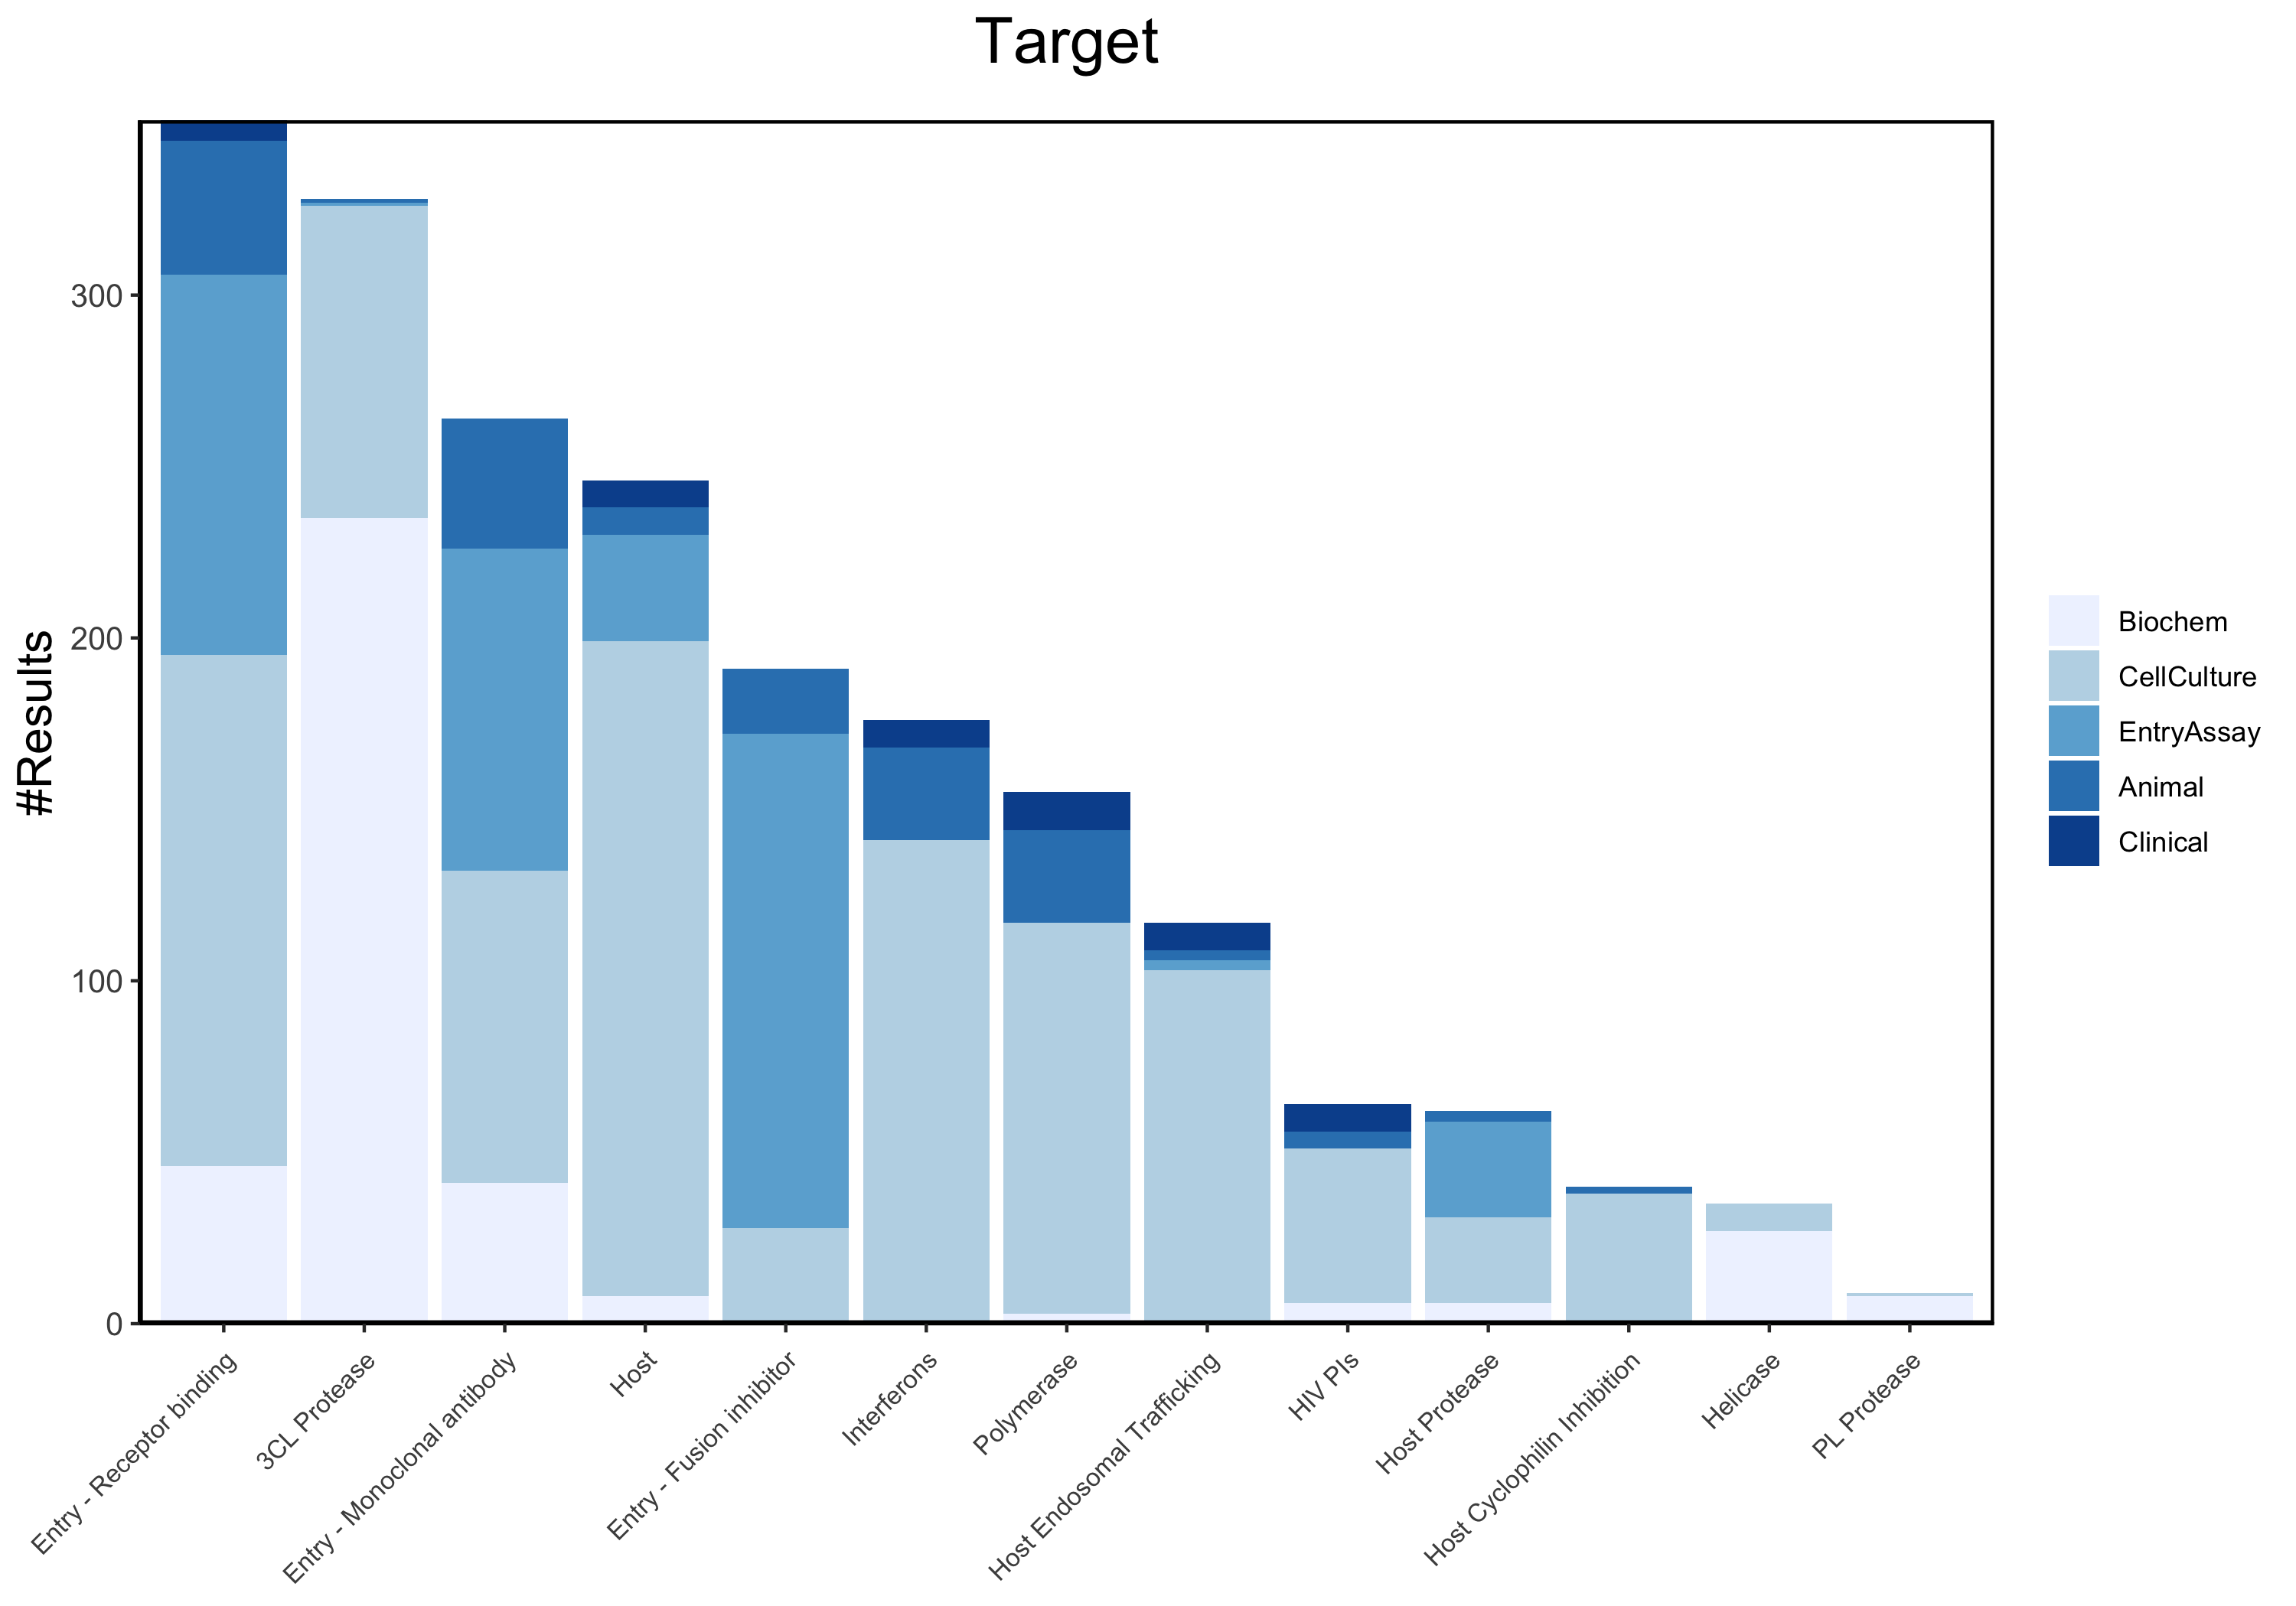 Target
#Results
300
200
100
0
Entry - Receptor binding
3CL Protease
Entry - Monoclonal antibody
Host
Entry - Fusion inhibitor
Interferons
Polymerase
Host Endosomal Trafficking
HIV PIs
Host Protease
Host Cyclophilin Inhibition
Helicase
PL Protease
Biochem
CellCulture
EntryAssay
Animal
Clinical